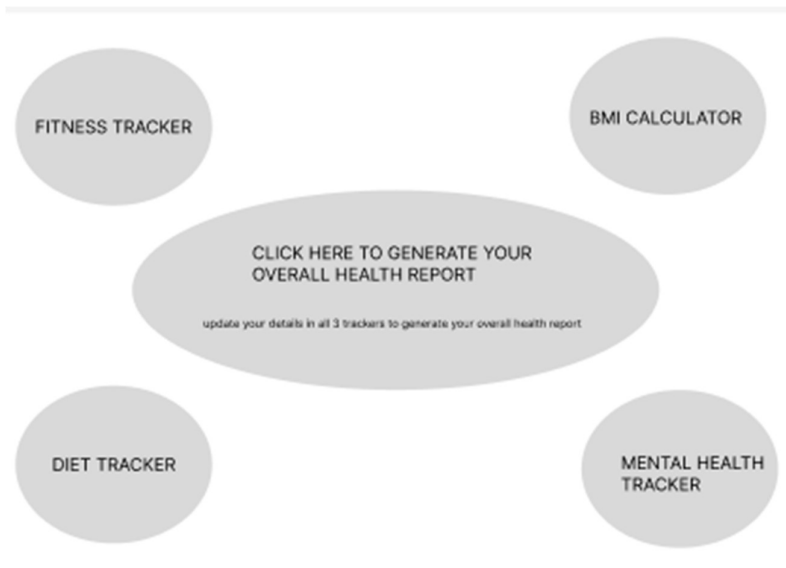 FITNESS TRACKER
BMI CALCULATOR
CLICK HERE TO GENERATE YOUR
OVERALL HEALTH REPORT
update your details in all 3 trackers to generate your overall health report
DIET TRACKER
MENTAL HEALTH
TRACKER